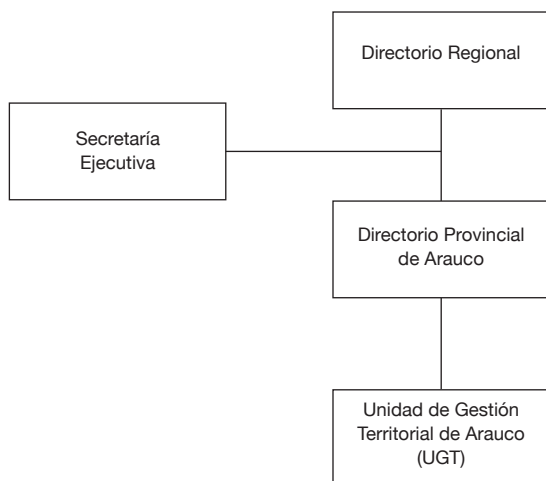 Directorio Regional
Secretaría
Ejecutiva
Directorio Provincial
de Arauco
Unidad de Gestión
Territorial de Arauco
(UGT)